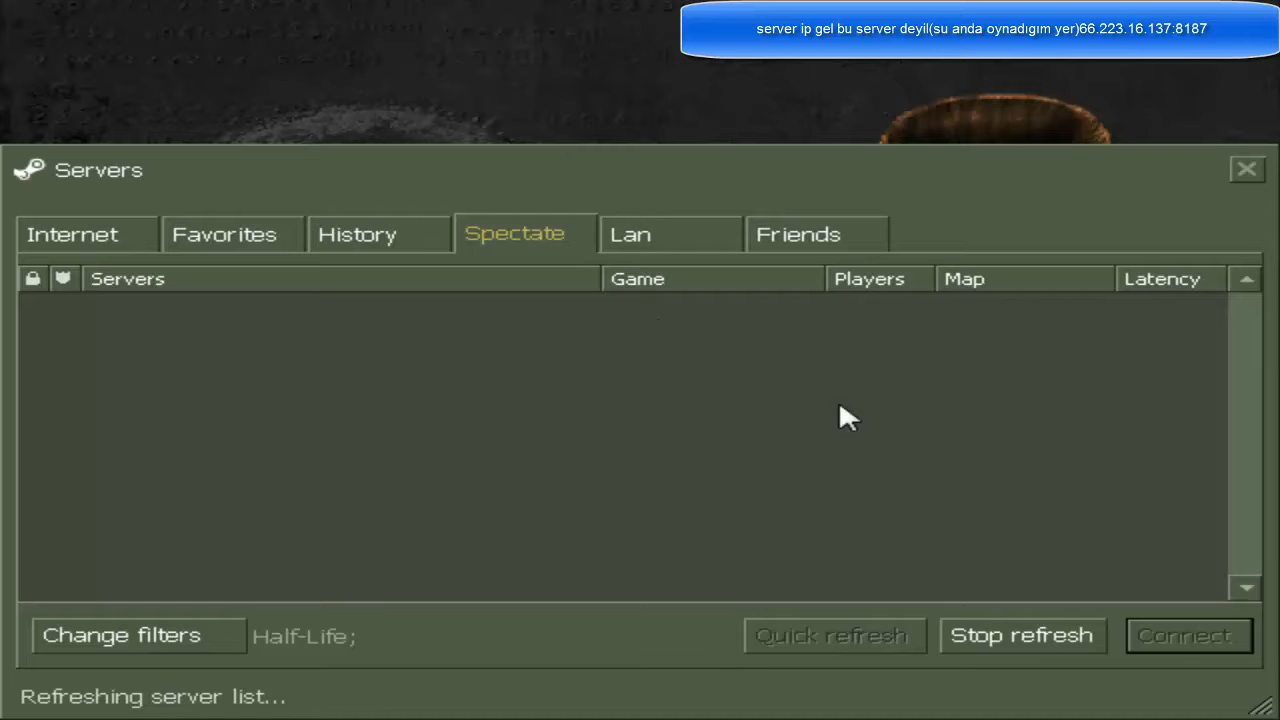 server ip gel bu server deyil(su anda oynadıgım yer)66.223.16.137:8187
Servers
Internet Favorites History Spectate Lan Friends
Servers Game Players Map Latency
Change filters Half-Life; Quick refresh Stop refresh Connect
Refreshing server list...